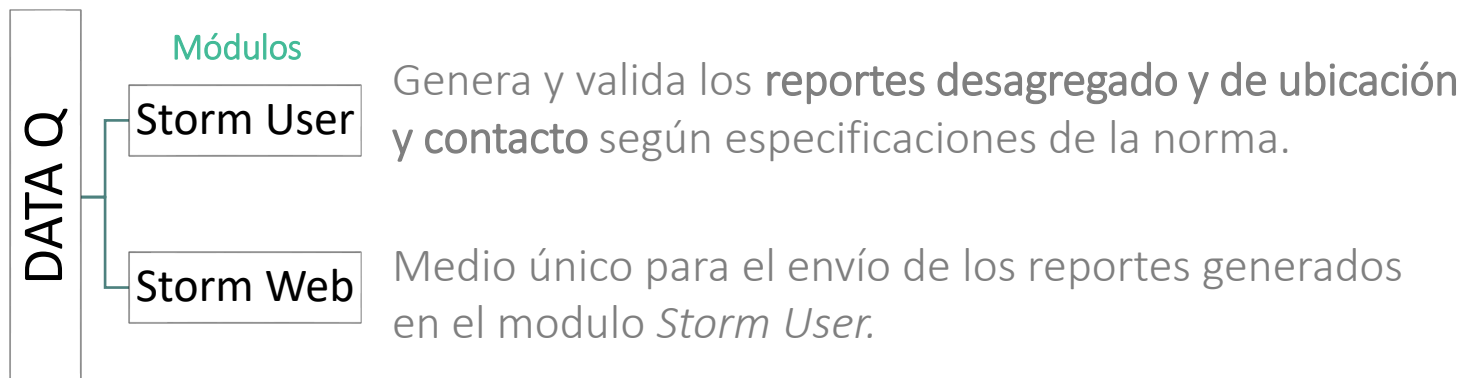 DATA Q
Módulos
Storm User
Genera y valida los reportes desagregado y de ubicación
y contacto según especificaciones de la norma.
Storm Web
Medio único para el envío de los reportes generados
en el modulo Storm User.